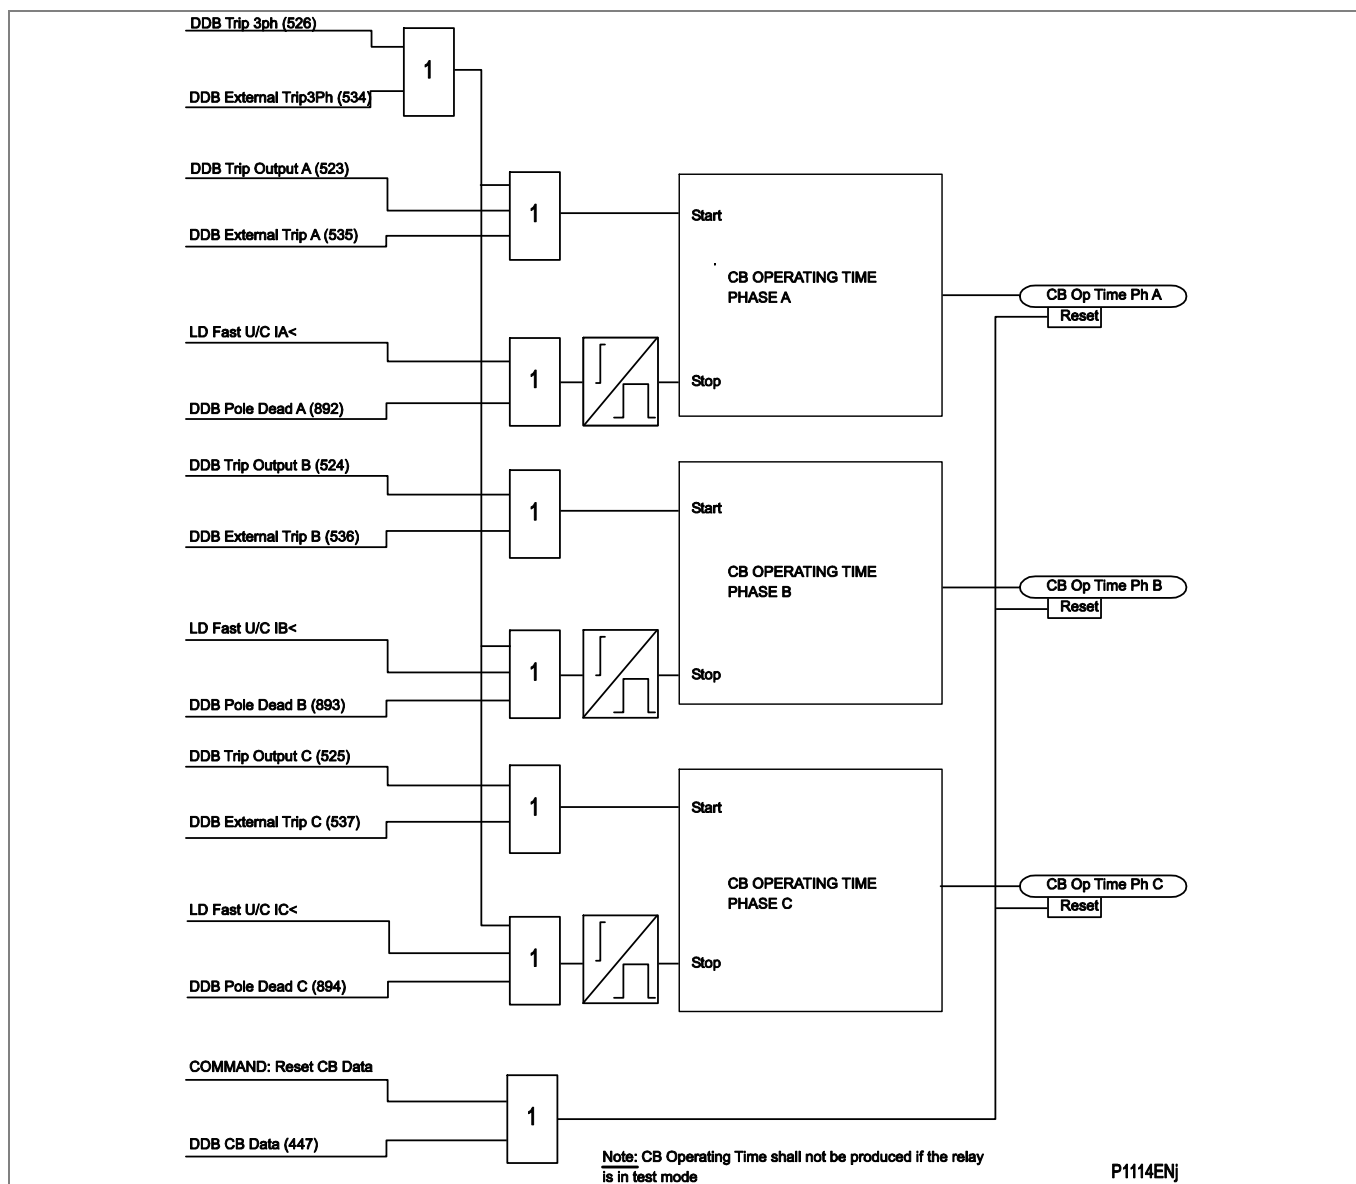 DDB Trip 3ph (526)
1
DDB External Trip3Ph (534)
DDB Trip Output A (523)
1
Start
DDB External Trip A (535)
CB OPERATING TIME
PHASE A
CB Op Time Ph A
Reset
LD Fast U/C IA<
1
Stop
DDB Pole Dead A (892)
DDB Trip Output B (524)
1
Start
DDB External Trip B (536)
CB OPERATING TIME
PHASE B
CB Op Time Ph B
Reset
LD Fast U/C IB<
1
Stop
DDB Pole Dead B (893)
DDB Trip Output C (525)
1
Start
DDB External Trip C (537)
CB OPERATING TIME
PHASE C
CB Op Time Ph C
Reset
LD Fast U/C IC<
1
Stop
DDB Pole Dead C (894)
COMMAND: Reset CB Data
1
DDB CB Data (447)
Note: CB Operating Time shall not be produced if the relay
is in test mode
P1114ENj